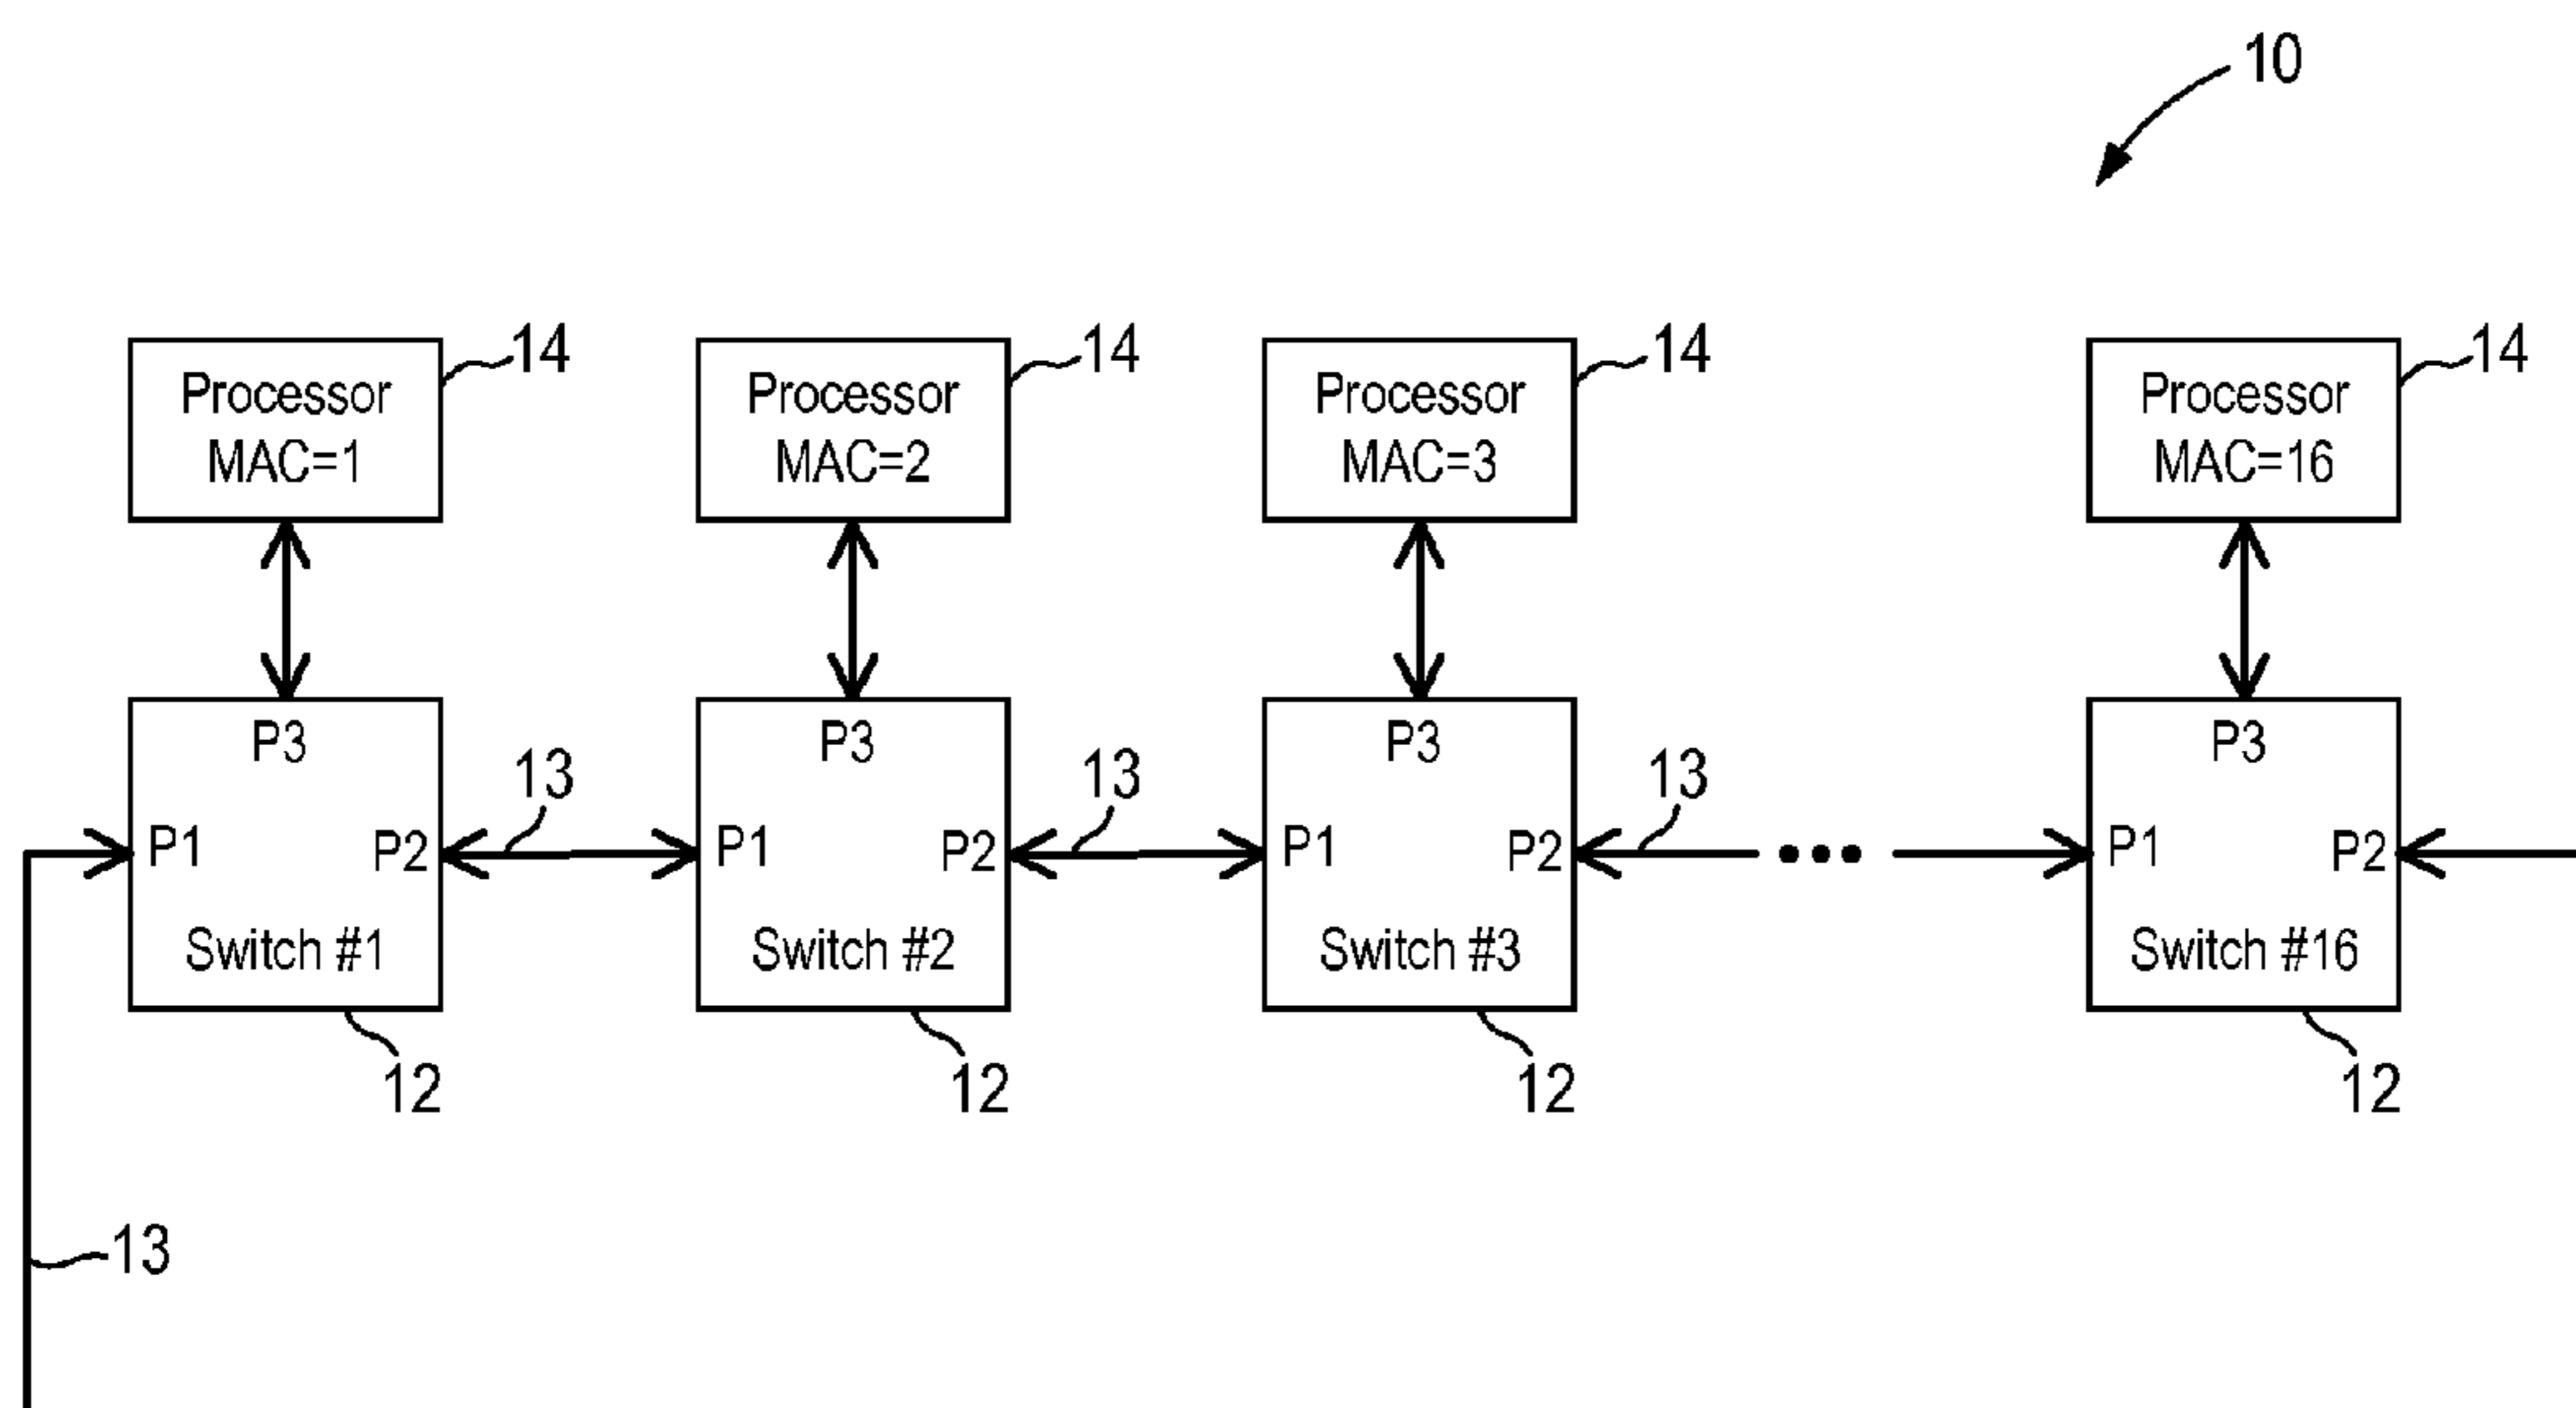 10
14
14
14
14
Processor
MAC=1
Processor
MAC=2
Processor
MAC=3
Processor
MAC=16
P3
P3
P3
P3
13
13
13
P1
P2
P1
P2
P1
P2
P1
P2
Switch #1
Switch #2
Switch #3
Switch #16
12
12
12
12
13